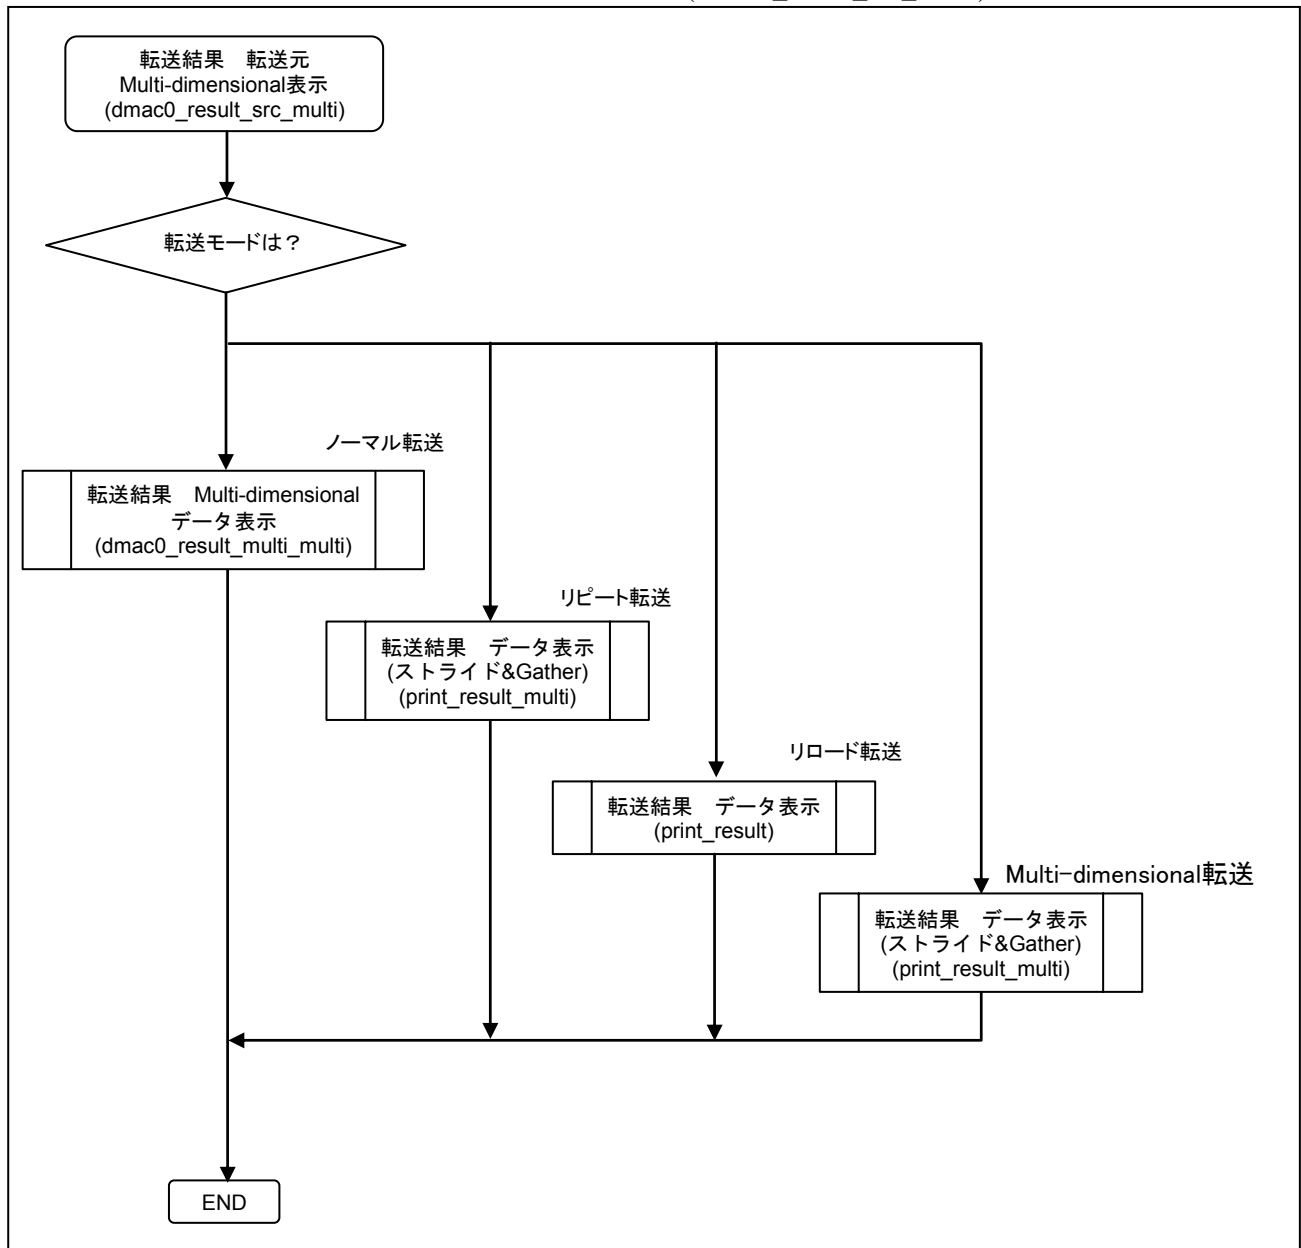 転送結果　転送元
Multi-dimensional表示
(dmac0_result_src_multi)
転送モードは？
ノーマル転送
転送結果　Multi-dimensional
データ表示
(dmac0_result_multi_multi)
リピート転送
転送結果　データ表示
(ストライド&Gather)
(print_result_multi)
リロード転送
転送結果　データ表示
(print_result)
Multi-dimensional転送
転送結果　データ表示
(ストライド&Gather)
(print_result_multi)
END